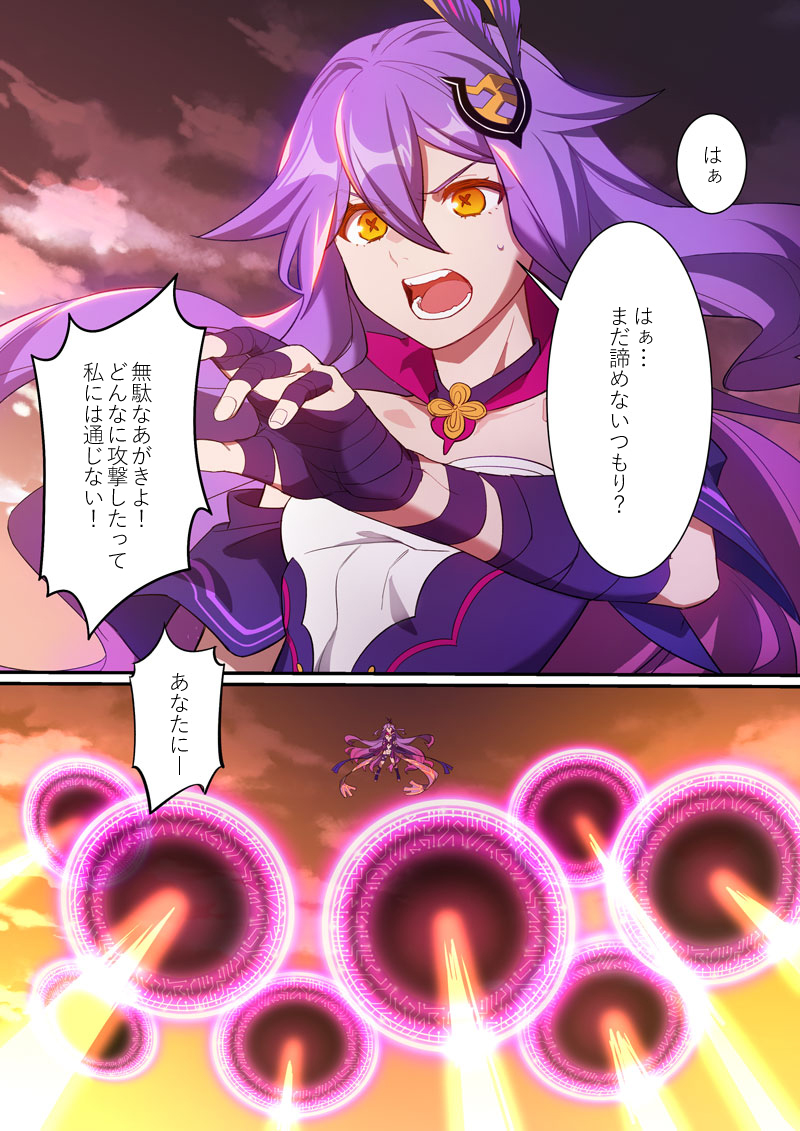 はぁ
はぁ…
まだ諦めないつもり？
無駄なあがきよ！
どんなに攻撃したって
私には通じない！
あなたにー